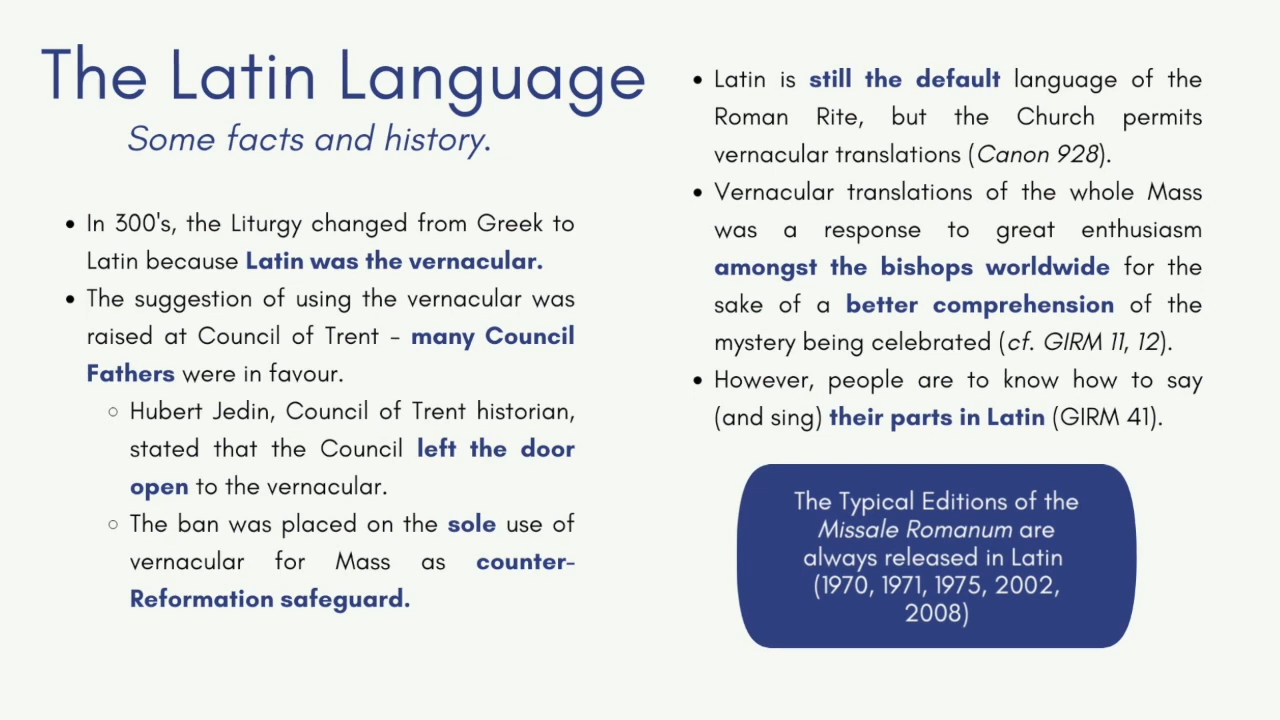 The Latin Language
Some facts and history.
• In 300's, the Liturgy changed from Greek to
Latin because Latin was the vernacular.
• The suggestion of using the vernacular was
raised at Council of Trent - many Council
Fathers were in favour.
○ Hubert Jedin, Council of Trent historian,
stated that the Council left the door
open to the vernacular.
○ The ban was placed on the sole use of
vernacular for Mass as counter-
Reformation safeguard.
• Latin is still the default language of the
Roman Rite, but the Church permits
vernacular translations (Canon 928).
• Vernacular translations of the whole Mass
was a response to great enthusiasm
amongst the bishops worldwide for the
sake of a better comprehension of the
mystery being celebrated (cf. GIRM 11, 12).
• However, people are to know how to say
(and sing) their parts in Latin (GIRM 41).
The Typical Editions of the
Missale Romanum are
always released in Latin
(1970, 1971, 1975, 2002,
2008)